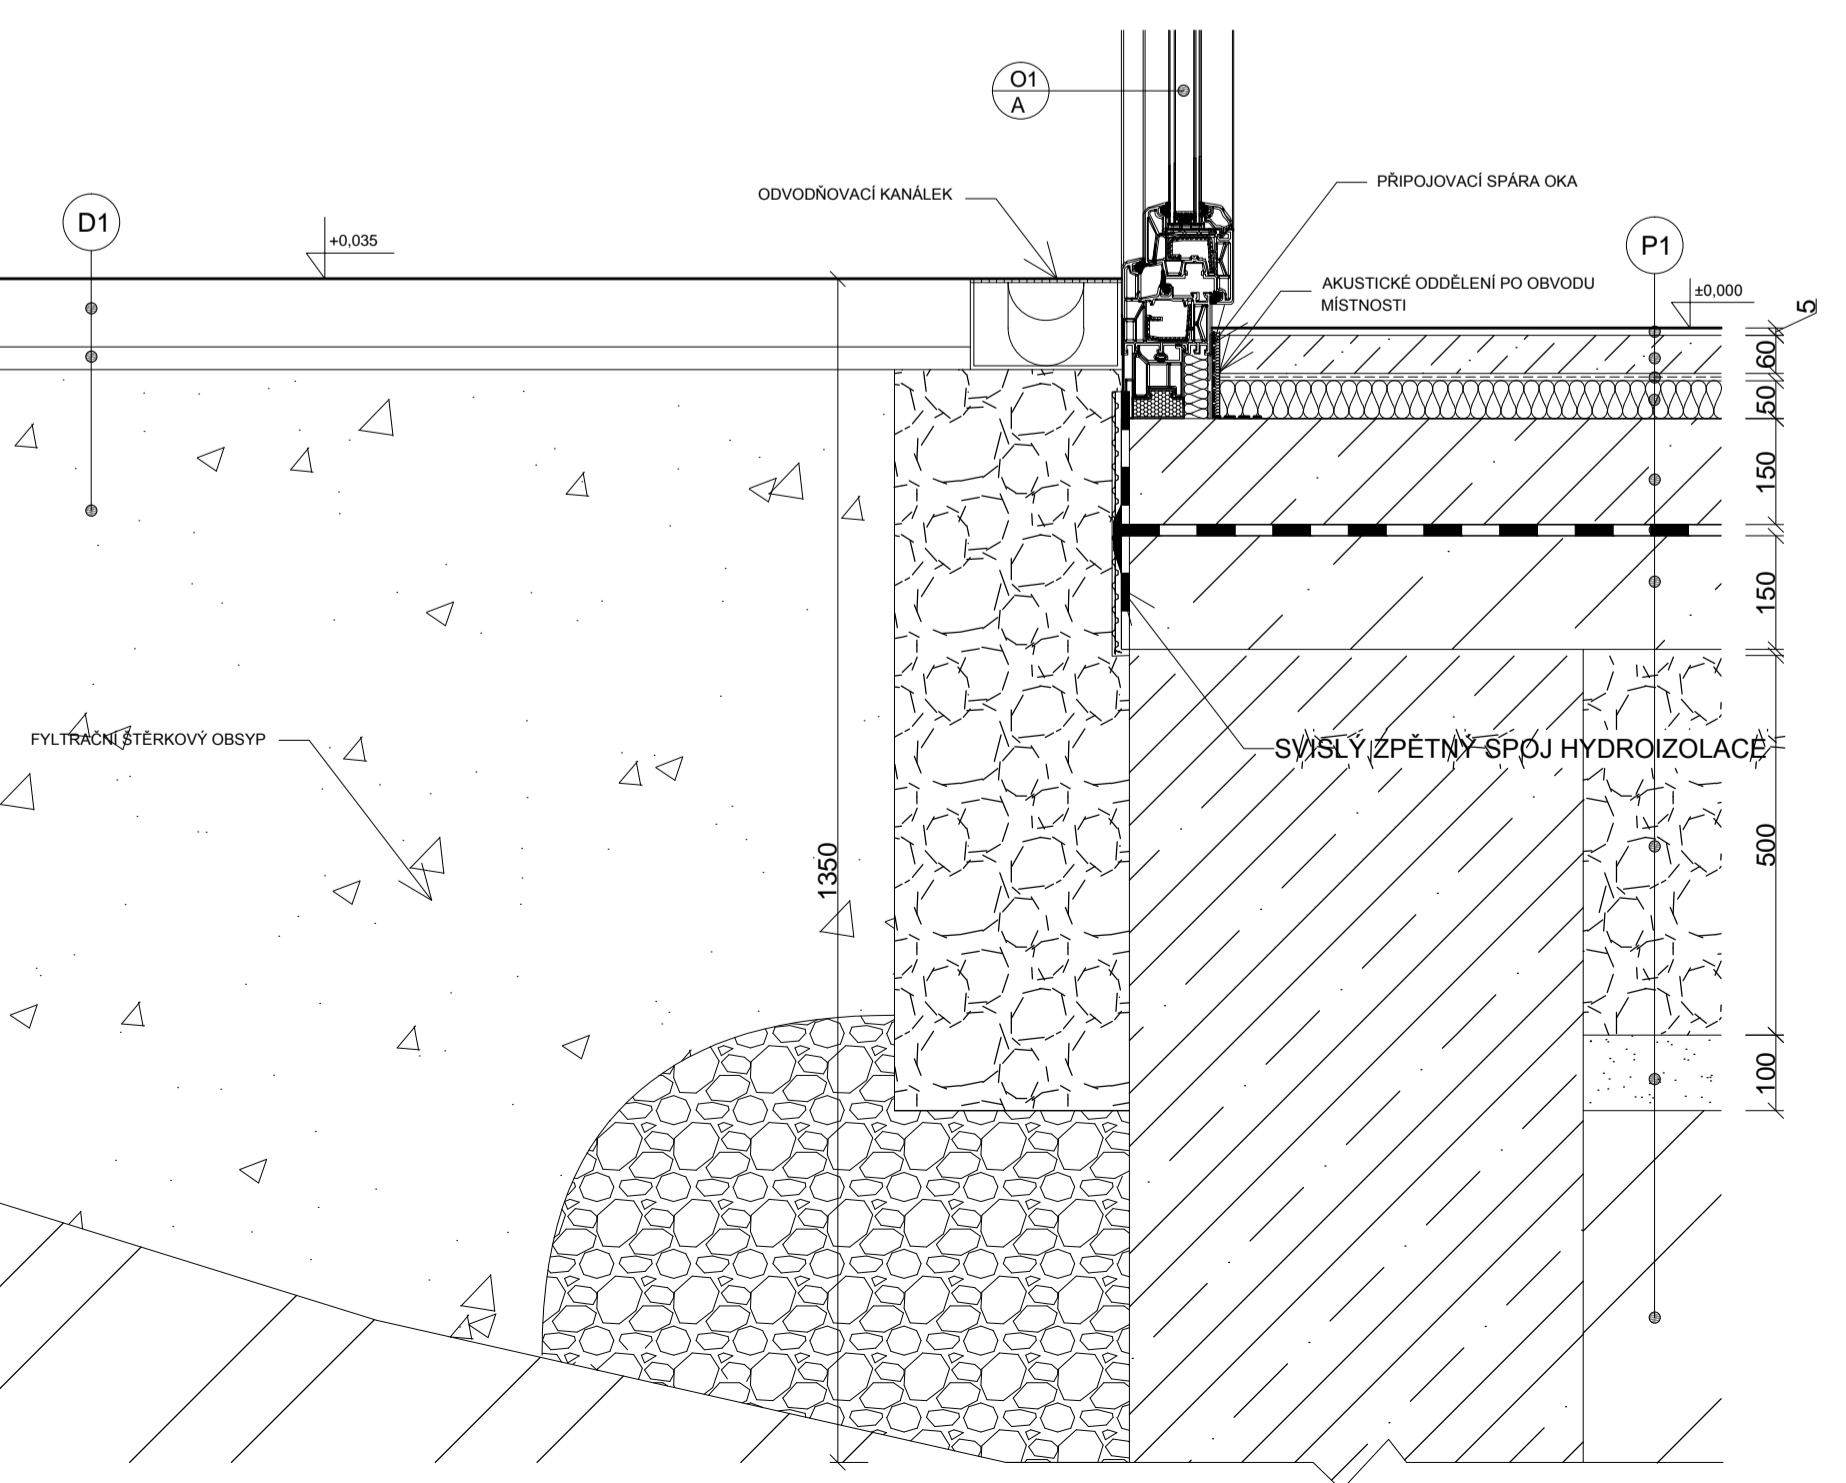 O1
A
PŘIPOJOVACÍ SPÁRA OKA
ODVODŇOVACÍ KANÁLEK
D1
+0,035
P1
AKUSTICKÉ ODDĚLENÍ PO OBVODU
MÍSTNOSTI
±0,000
5
60
50
150
150
FYLTRAČNÍ ŠTĚRKOVÝ OBSYP
SVISLÝ ZPĚTNÝ SPOJ HYDROIZOLACE
1350
500
100